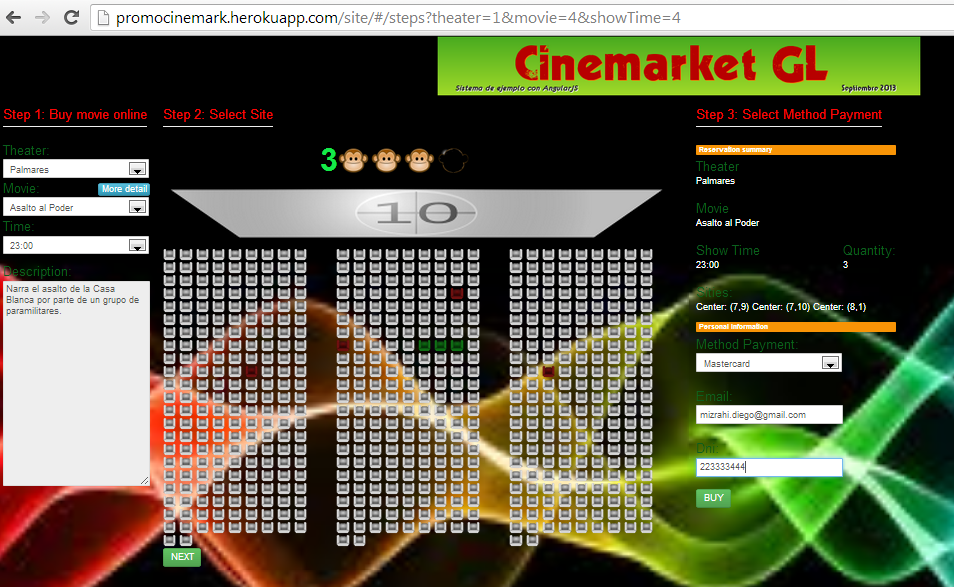 promocinemark.herokuapp.com/site/#/steps?theater=1&movie=4&showTime=4
Cinemarket GL
Sistema de ejemplo con AngularJS
Septiembre 2013
Step 1: Buy movie online
Theater:
Palmares
Movie:
More detail
Asalto al Poder
Time:
23:00
Description:
Narra el asalto de la Casa
Blanca por parte de un grupo de
paramilitares.
Step 2: Select Site
3
10
NEXT
Step 3: Select Method Payment
Reservation summary
Theater
Palmares
Movie
Asalto al Poder
Show Time
Quantity:
23:00
3
Center: (7,9) Center: (7,10) Center: (8,1)
Personal Information
Method Payment:
Mastercard
Email:
mizrahi.diego@gmail.com
Dni:
223333444
BUY